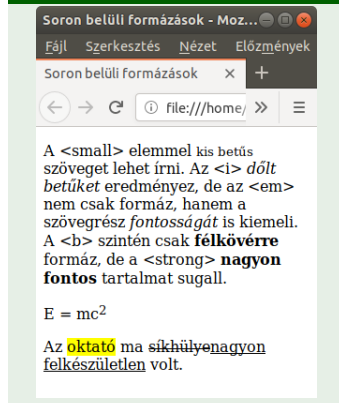 Soron belüli formázások - Moz...
Fájl Szerkesztés Nézet Előzmények
Soron belüli formázások × +
file:///home/ » ≡
A <small> elemmel kis betűs
szöveget lehet írni. Az <i> dőlt
betűket eredményez, de az <em>
nem csak formáz, hanem a
szövegrész fontosságát is kiemeli.
A <b> szintén csak félkövérre
formáz, de a <strong> nagyon
fontos tartalmat sugall.
E = mc²
Az oktató ma síkhülyenagyon
felkészületlen volt.